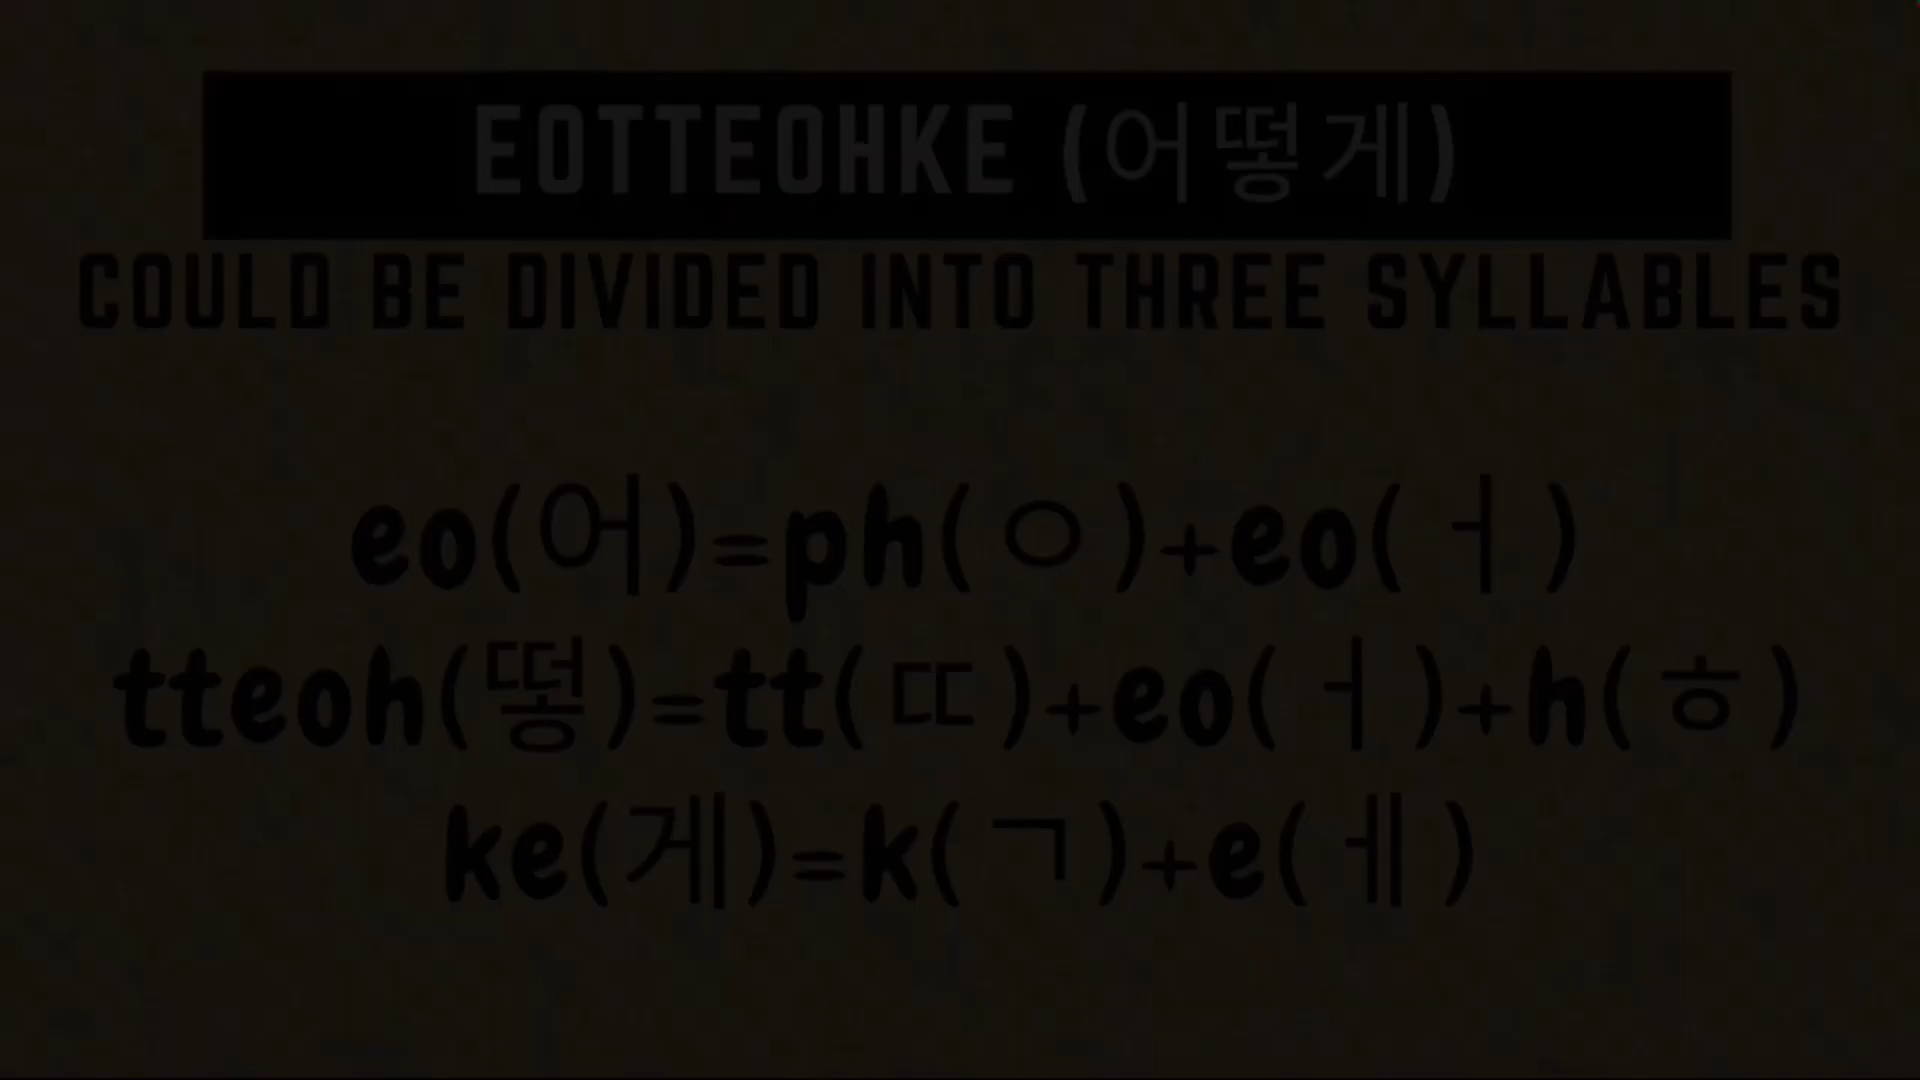 EOTTEOHKE (어떻게)
COULD BE DIVIDED INTO THREE SYLLABLES
eo(어)=ph(ㅇ)+eo(ㅓ)
tteoh(떻)=tt(ㄸ)+eo(ㅓ)+h(ㅎ)
ke(게)=k(ㄱ)+e(ㅔ)